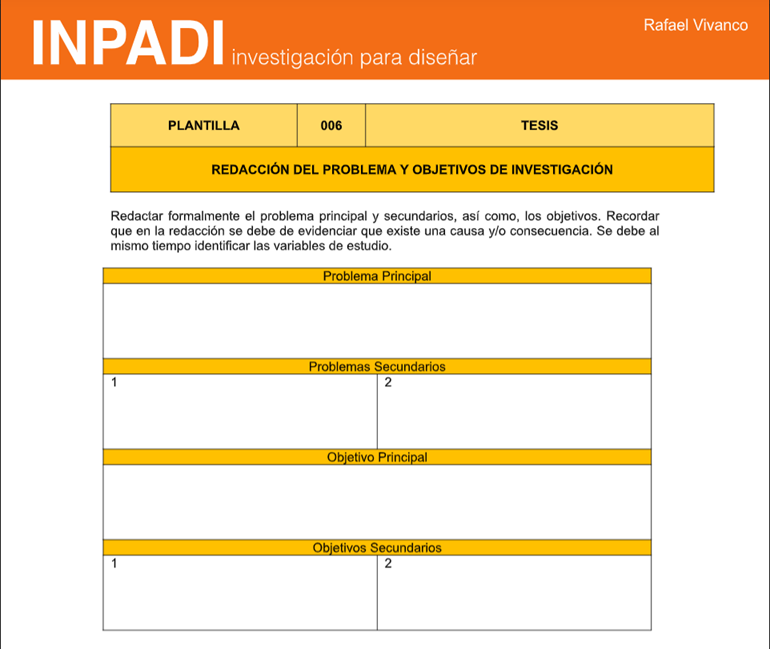 INPADI investigación para diseñar
Rafael Vivanco
PLANTILLA 006 TESIS
REDACCIÓN DEL PROBLEMA Y OBJETIVOS DE INVESTIGACIÓN
Redactar formalmente el problema principal y secundarios, así como, los objetivos. Recordar
que en la redacción se debe de evidenciar que existe una causa y/o consecuencia. Se debe al
mismo tiempo identificar las variables de estudio.
Problema Principal
Problemas Secundarios
1 2
Objetivo Principal
Objetivos Secundarios
1 2